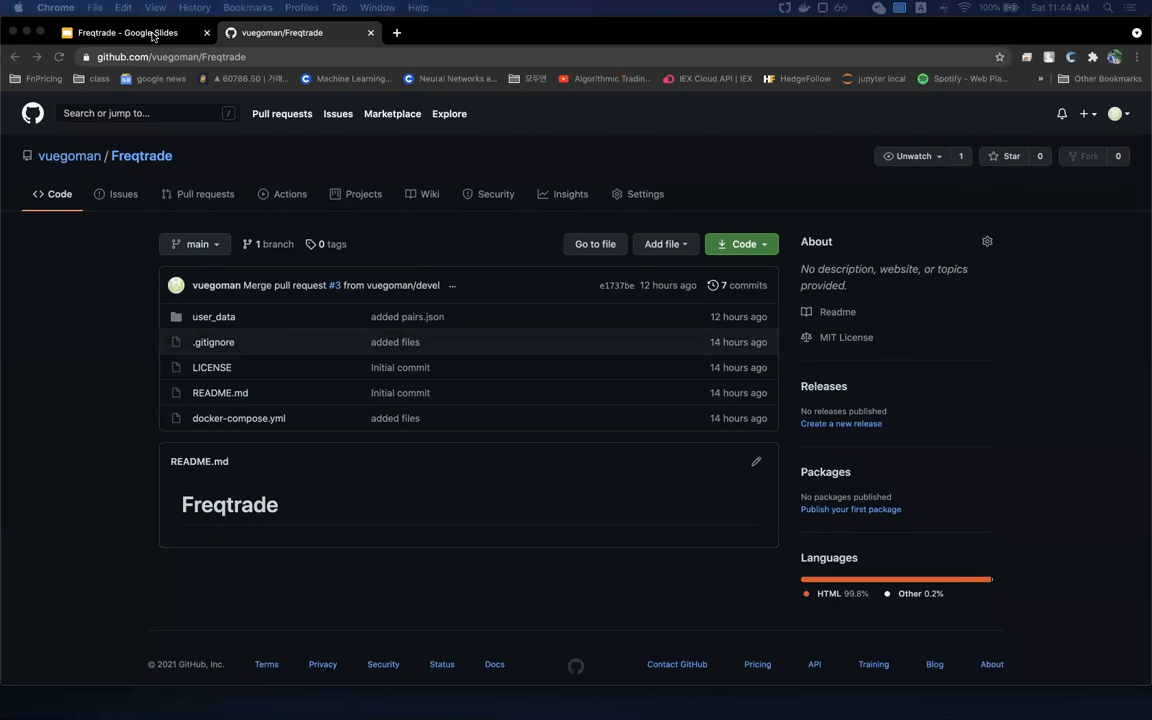 Chrome File Edit View History Bookmarks Profiles Tab Window Help 100% Sat 11:44 AM
Freqtrade - Google Slides vuegoman/Freqtrade
github.com/vuegoman/Freqtrade
FnPricing class google news ▲ 60786.50 | 거래... Machine Learning... Neural Networks a... 모두연 Algorithmic Tradin... IEX Cloud API | IEX HedgeFollow jupyter local Spotify - Web Pla... » Other Bookmarks
Search or jump to... / Pull requests Issues Marketplace Explore
vuegoman / Freqtrade Unwatch 1 Star 0 Fork 0
<> Code Issues Pull requests Actions Projects Wiki Security Insights Settings
main 1 branch 0 tags Go to file Add file Code
About
vuegoman Merge pull request #3 from vuegoman/devel ... e1737be 12 hours ago 7 commits
No description, website, or topics
provided.
user_data added pairs.json 12 hours ago
Readme
.gitignore added files 14 hours ago
MIT License
LICENSE Initial commit 14 hours ago
README.md Initial commit 14 hours ago
docker-compose.yml added files 14 hours ago
Releases
No releases published
Create a new release
README.md
Freqtrade
Packages
No packages published
Publish your first package
Languages
HTML 99.8% Other 0.2%
© 2021 GitHub, Inc. Terms Privacy Security Status Docs Contact GitHub Pricing API Training Blog About